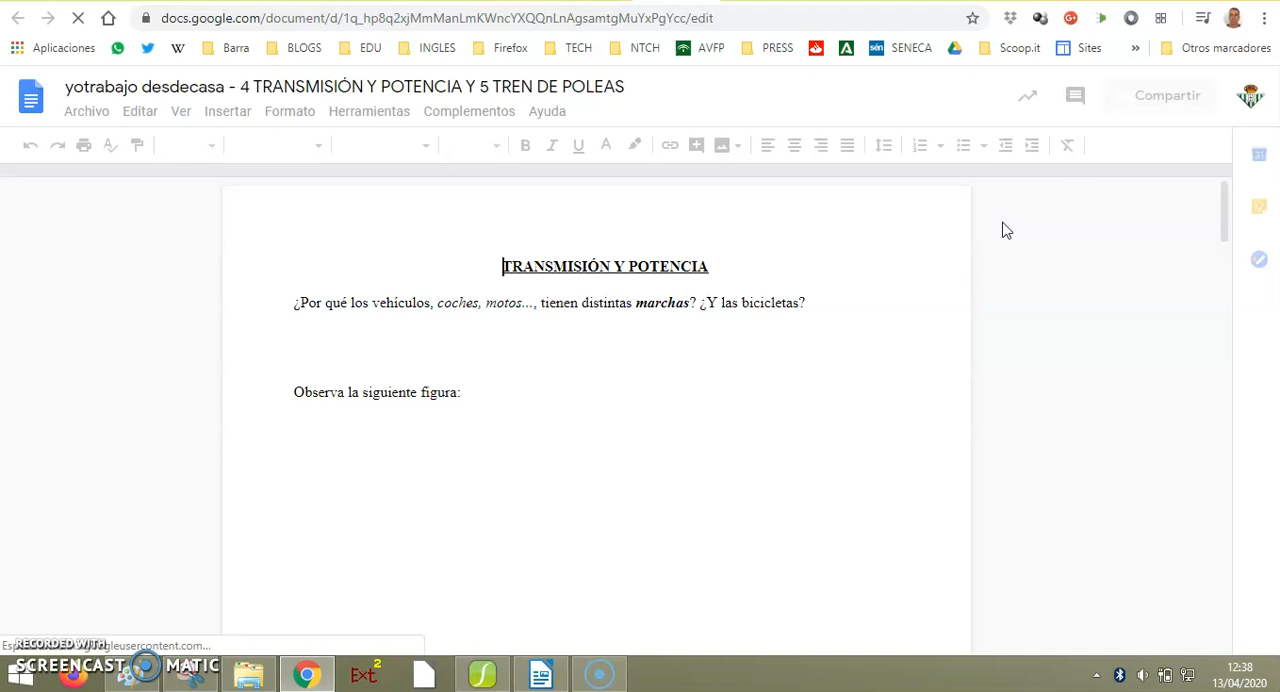 docs.google.com/document/d/1q_hp8q2xjMmManLmKWncYXQQnLnAgsamtgMuYxPgYcc/edit
Aplicaciones W Barra BLOGS EDU INGLES Firefox TECH NTCH AVFP PRESS A sén SENECA Scoop.it Sites » Otros marcadores
yotrabajo desdecasa - 4 TRANSMISIÓN Y POTENCIA Y 5 TREN DE POLEAS
Archivo Editar Ver Insertar Formato Herramientas Complementos Ayuda
Compartir
TRANSMISIÓN Y POTENCIA
¿Por qué los vehículos, coches, motos..., tienen distintas marchas? ¿Y las bicicletas?
Observa la siguiente figura:
RECORDED WITH
SCREENCAST MATIC
Ext2
12:38
13/04/2020